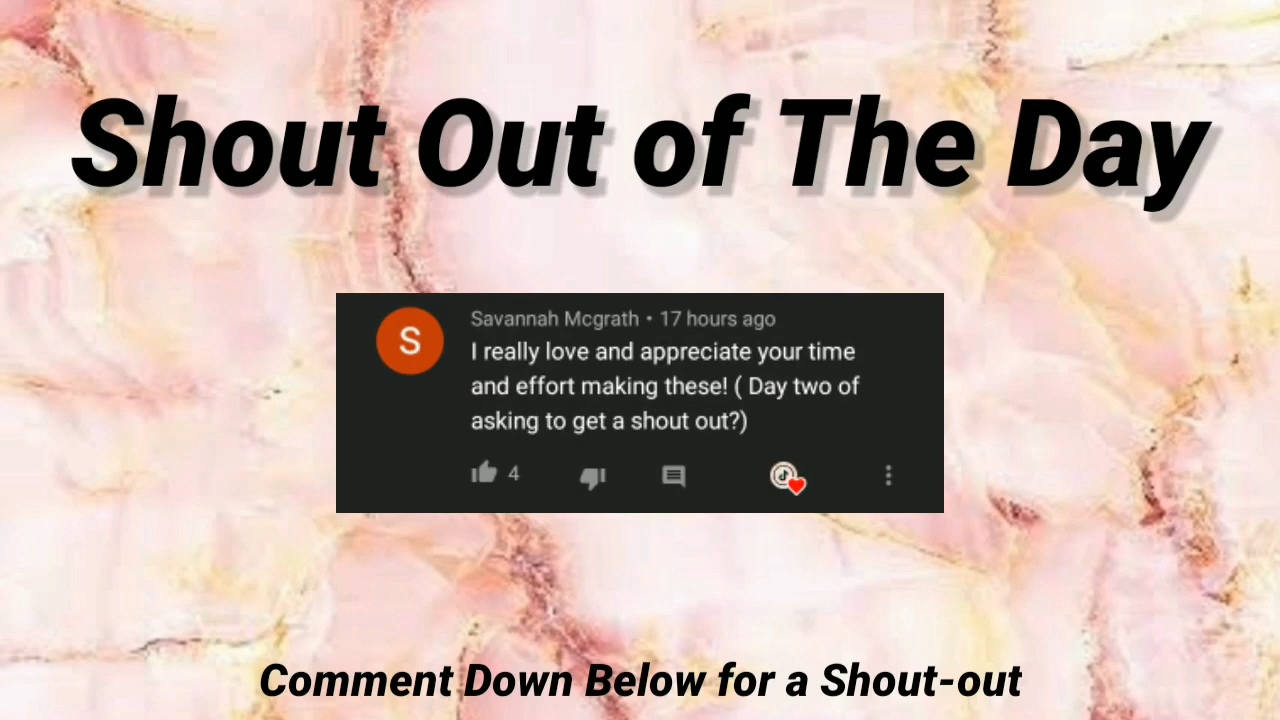 Shout Out of The Day
S
Savannah Mcgrath • 17 hours ago
I really love and appreciate your time
and effort making these! ( Day two of
asking to get a shout out?)
4
Comment Down Below for a Shout-out